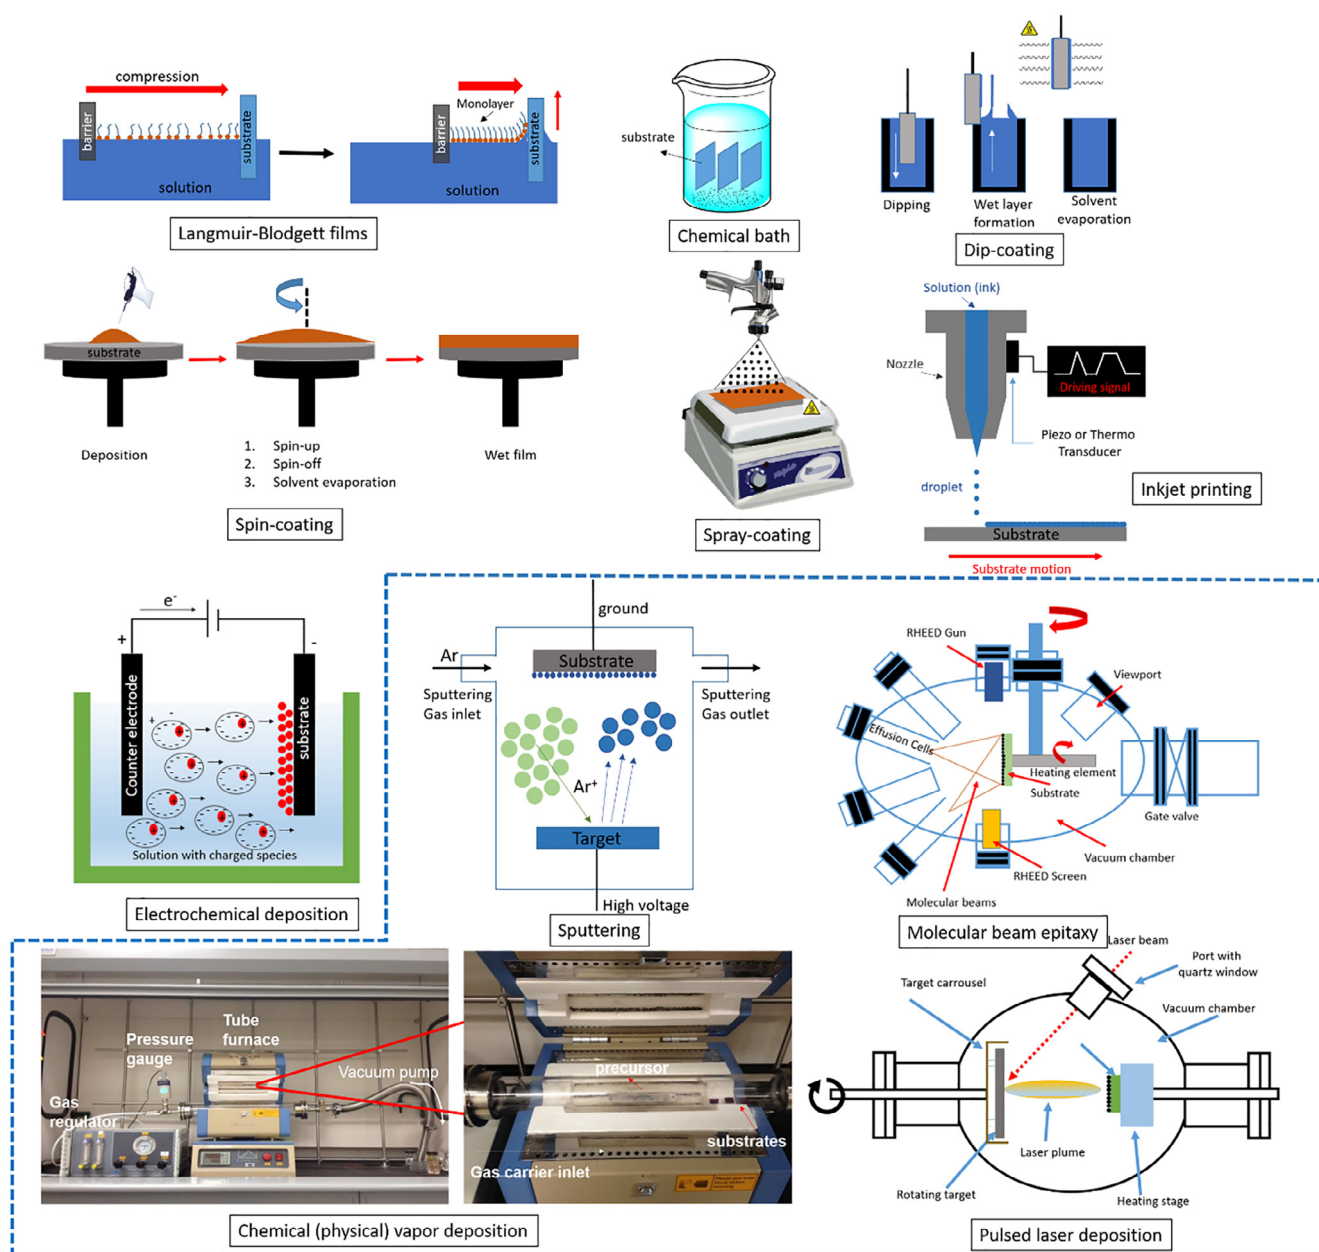 compression
barrier
substrate
solution
Monolayer
barrier
substrate
solution
Langmuir-Blodgett films
substrate
Chemical bath
Dipping
Wet layer
formation
Solvent
evaporation
Dip-coating
substrate
Deposition
1. Spin-up
2. Spin-off
3. Solvent evaporation
Wet film
Spin-coating
Spray-coating
Solution (ink)
Nozzle
Driving signal
Piezo or Thermo
Transducer
droplet
Inkjet printing
Substrate
Substrate motion
e-
+
-
Counter electrode
substrate
+ -
Solution with charged species
Electrochemical deposition
ground
Ar
Substrate
Sputtering
Gas inlet
Sputtering
Gas outlet
Ar+
Target
High voltage
Sputtering
RHEED Gun
Viewport
Effusion Cells
Heating element
Substrate
Gate valve
Vacuum chamber
RHEED Screen
Molecular beams
Molecular beam epitaxy
Tube
furnace
Pressure
gauge
Vacuum pump
Gas
regulator
precursor
substrates
Gas carrier inlet
Chemical (physical) vapor deposition
Laser beam
Port with
quartz window
Target carrousel
Vacuum chamber
Laser plume
Rotating target
Heating stage
Pulsed laser deposition